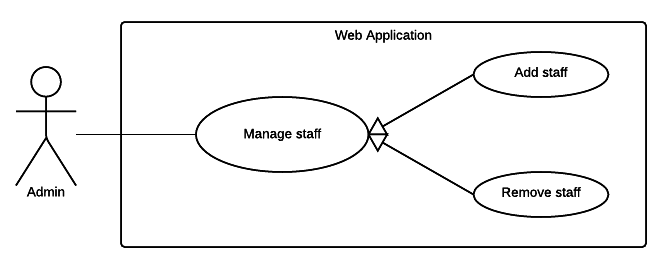 Web Application
Add staff
Manage staff
Admin
Remove staff